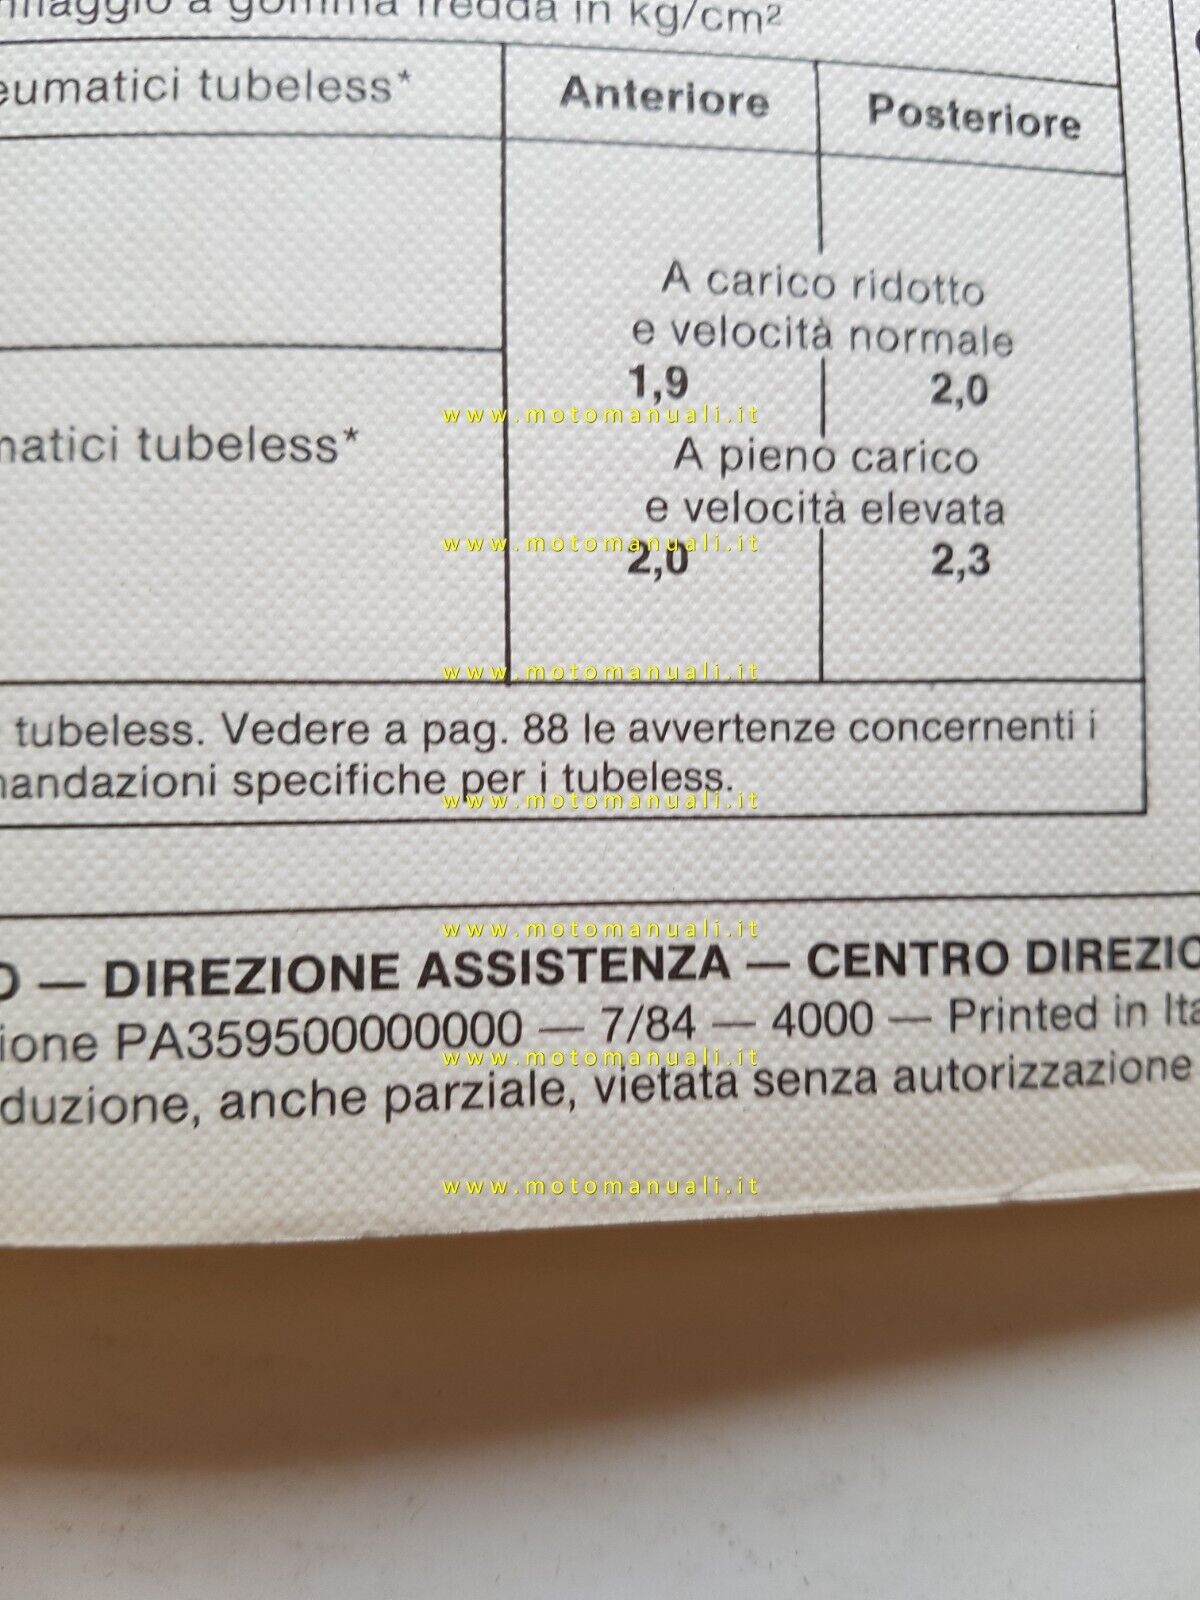 a gomma fredda in kg/cm²
eumatici tubeless*
Anteriore
Posteriore
A carico ridotto
e velocità normale
1,9
2,0
www.motomanuali.it
matici tubeless*
A pieno carico
e velocità elevata
www.motomanuali.it
2,0
2,3
www.motomanuali.it
tubeless. Vedere a pag. 88 le avvertenze concernenti i
mandazioni specifiche per i tubeless.
www.motomanuali.it
www.motomanuali.it
O — DIREZIONE ASSISTENZA — CENTRO DIREZIO
ione PA359500000000 — 7/84 — 4000 — Printed in Ita
www.motomanuali.it
duzione, anche parziale, vietata senza autorizzazione
www.motomanuali.it